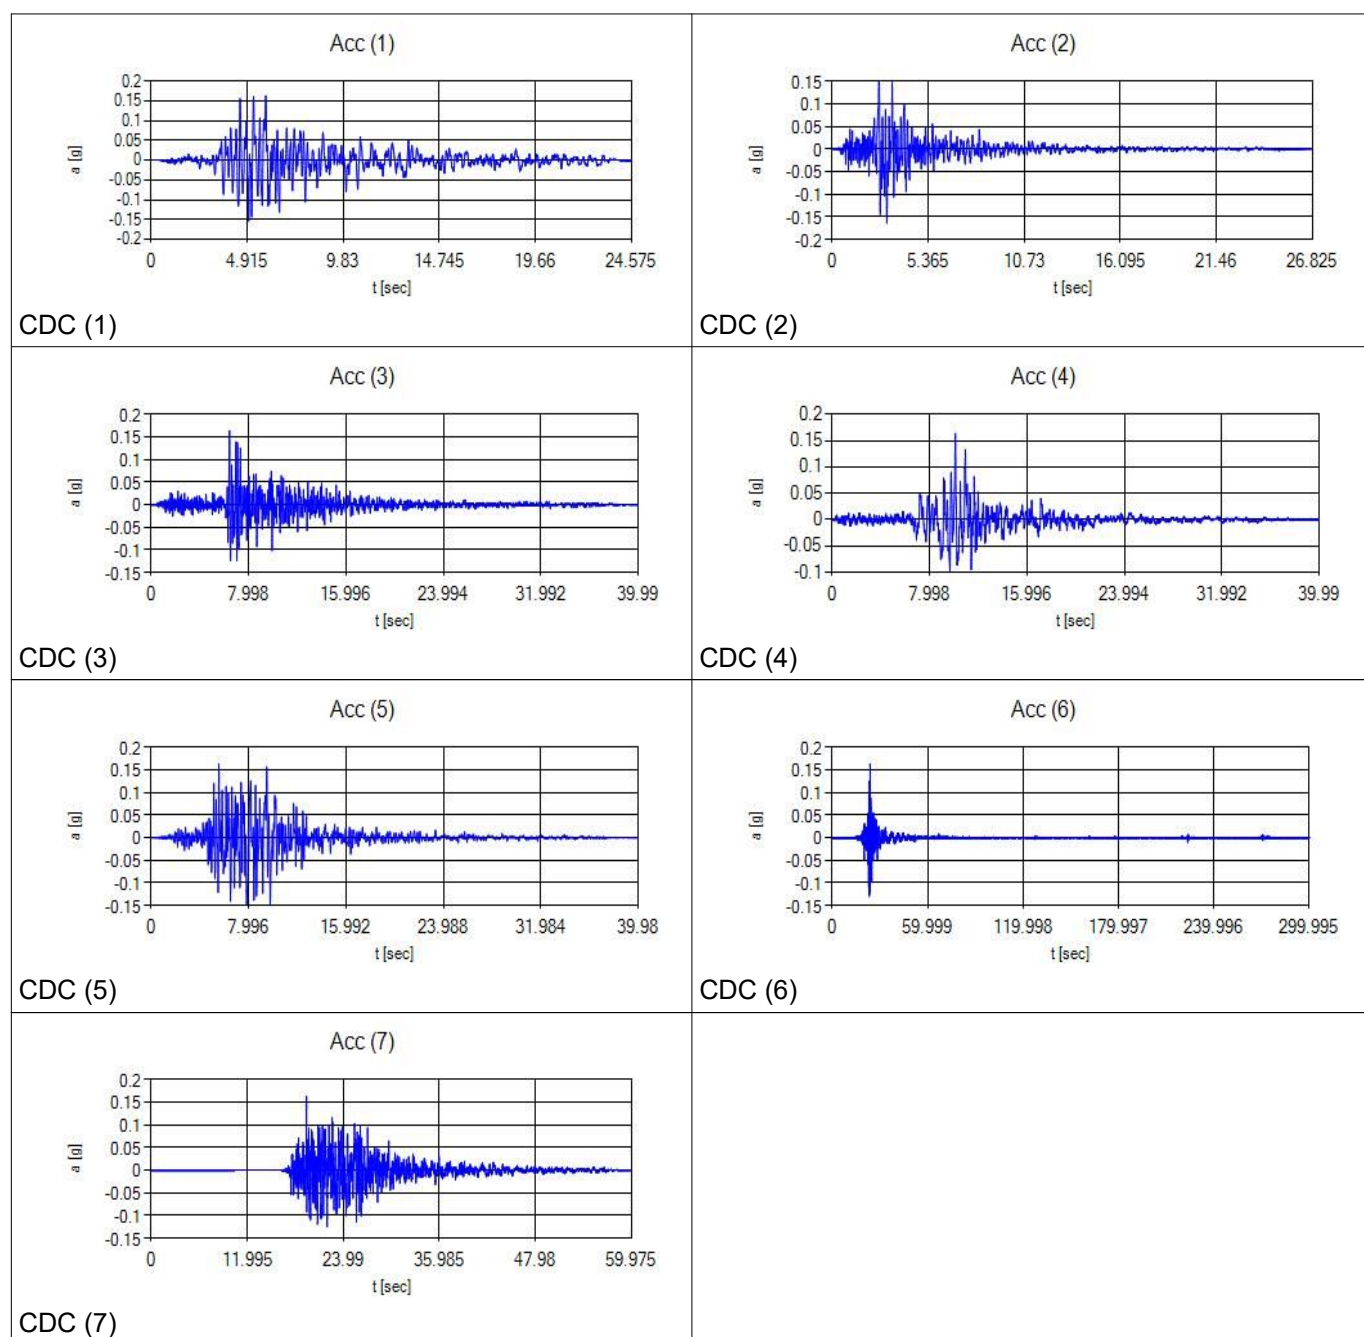 Acc (1)
0.2
0.15
0.1
0.05
0
-0.05
-0.1
-0.15
-0.2
a [g]
0 4.915 9.83 14.745 19.66 24.575
t [sec]
CDC (1)
Acc (2)
0.15
0.1
0.05
0
-0.05
-0.1
-0.15
-0.2
a [g]
0 5.365 10.73 16.095 21.46 26.825
t [sec]
CDC (2)
Acc (3)
0.2
0.15
0.1
0.05
0
-0.05
-0.1
-0.15
a [g]
0 7.998 15.996 23.994 31.992 39.99
t [sec]
CDC (3)
Acc (4)
0.2
0.15
0.1
0.05
0
-0.05
-0.1
a [g]
0 7.998 15.996 23.994 31.992 39.99
t [sec]
CDC (4)
Acc (5)
0.2
0.15
0.1
0.05
0
-0.05
-0.1
-0.15
a [g]
0 7.996 15.992 23.988 31.984 39.98
t [sec]
CDC (5)
Acc (6)
0.2
0.15
0.1
0.05
0
-0.05
-0.1
-0.15
a [g]
0 59.999 119.998 179.997 239.996 299.995
t [sec]
CDC (6)
Acc (7)
0.2
0.15
0.1
0.05
0
-0.05
-0.1
-0.15
a [g]
0 11.995 23.99 35.985 47.98 59.975
t [sec]
CDC (7)